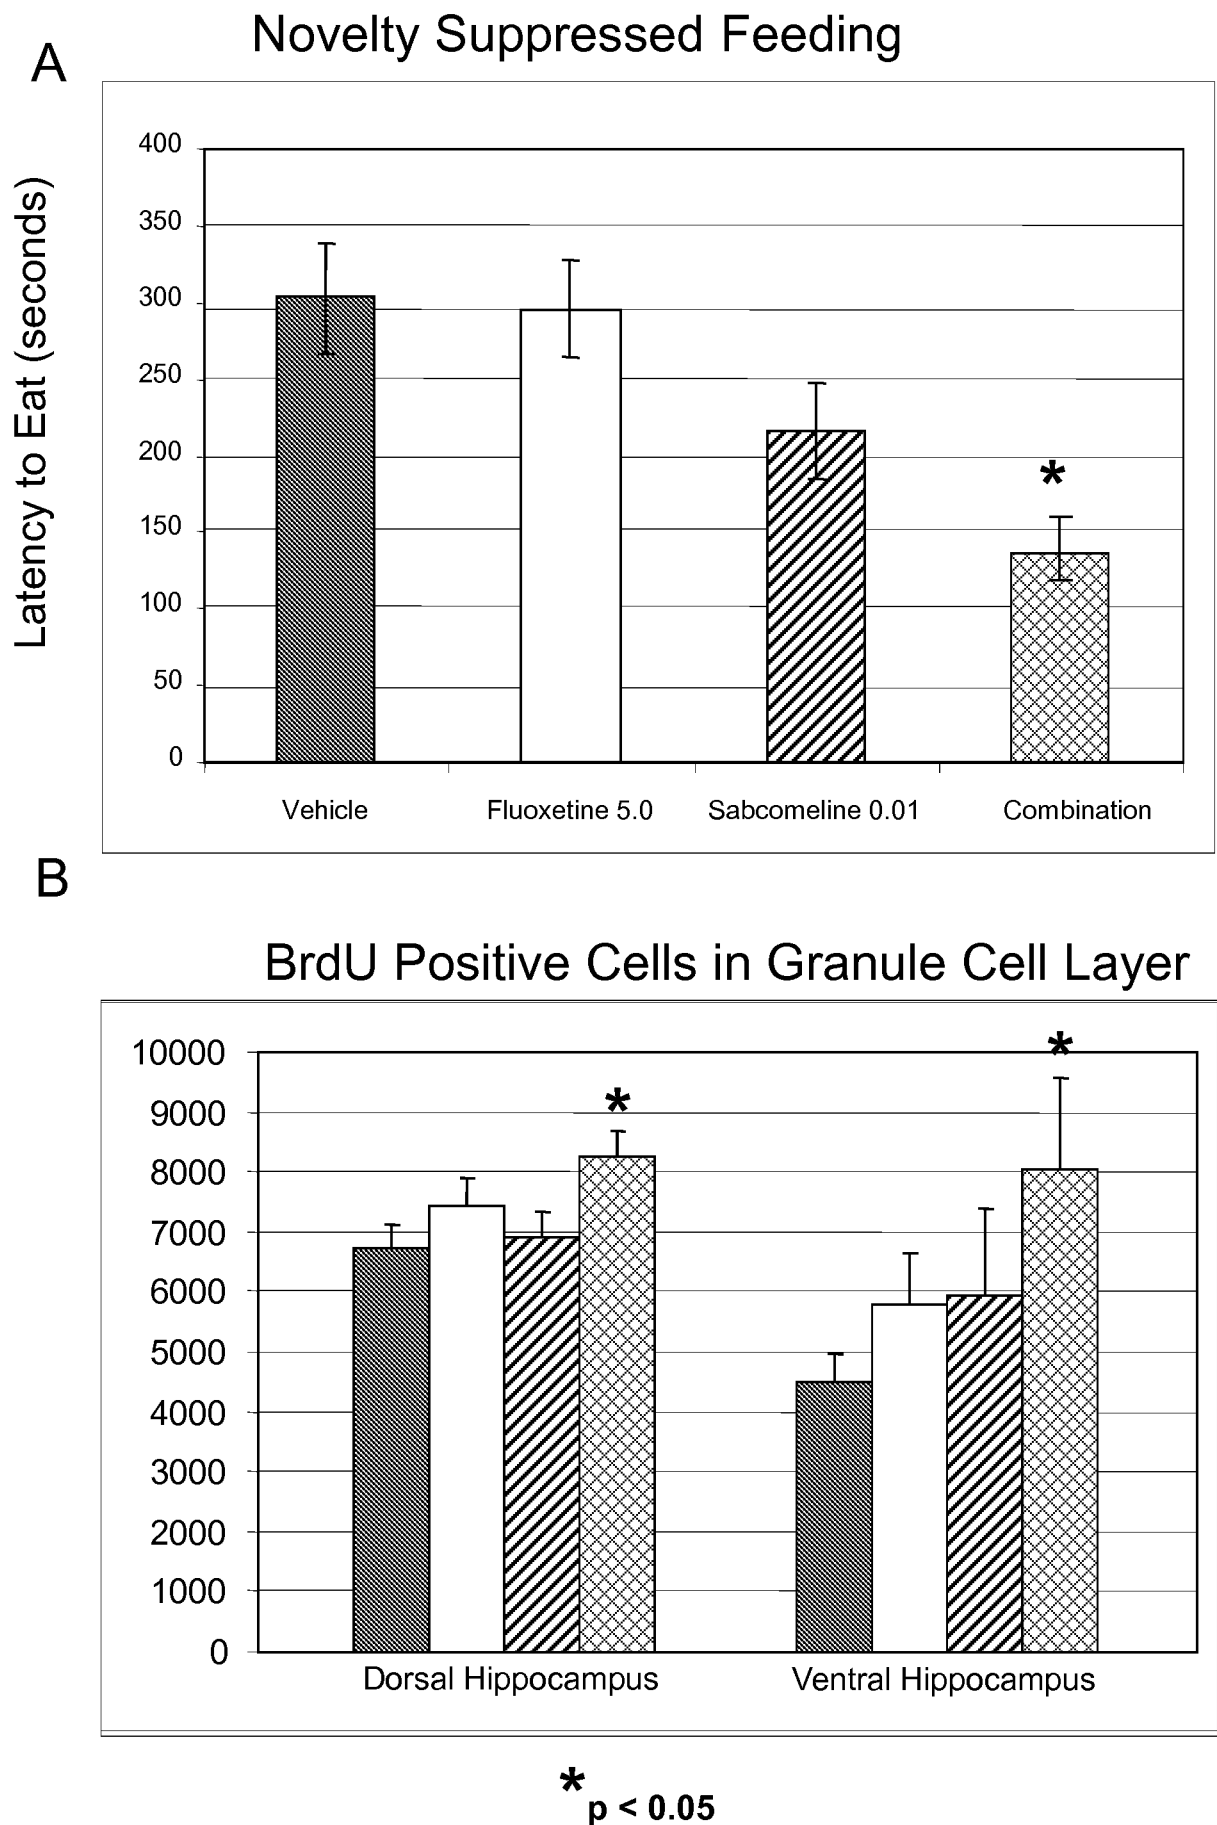 Novelty Suppressed Feeding
A
Latency to Eat (seconds)
400
350
300
250
200
150
100
50
0
Vehicle Fluoxetine 5.0 Sabcomeline 0.01 Combination
*
B
BrdU Positive Cells in Granule Cell Layer
10000
9000
8000
7000
6000
5000
4000
3000
2000
1000
0
* *
Dorsal Hippocampus Ventral Hippocampus
* p < 0.05